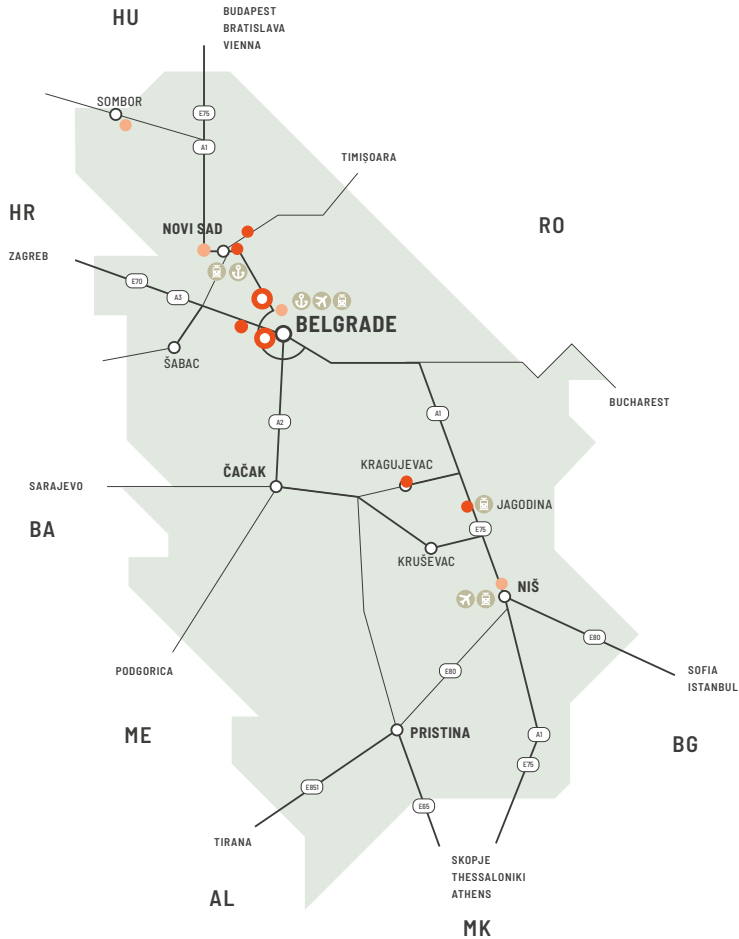 HU
BUDAPEST
BRATISLAVA
VIENNA
SOMBOR
E75
A1
TIMIȘOARA
HR
NOVI SAD
RO
ZAGREB
E70
A3
BELGRADE
ŠABAC
BUCHAREST
A1
A2
KRAGUJEVAC
ČAČAK
SARAJEVO
JAGODINA
BA
E75
KRUŠEVAC
NIŠ
E80
PODGORICA
E80
SOFIA
ISTANBUL
ME
PRISTINA
A1
BG
E75
E851
E65
TIRANA
SKOPJE
THESSALONIKI
ATHENS
AL
MK